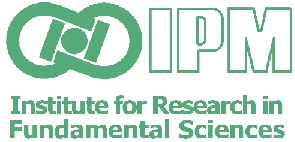 IPM
Institute for Research in
Fundamental Sciences